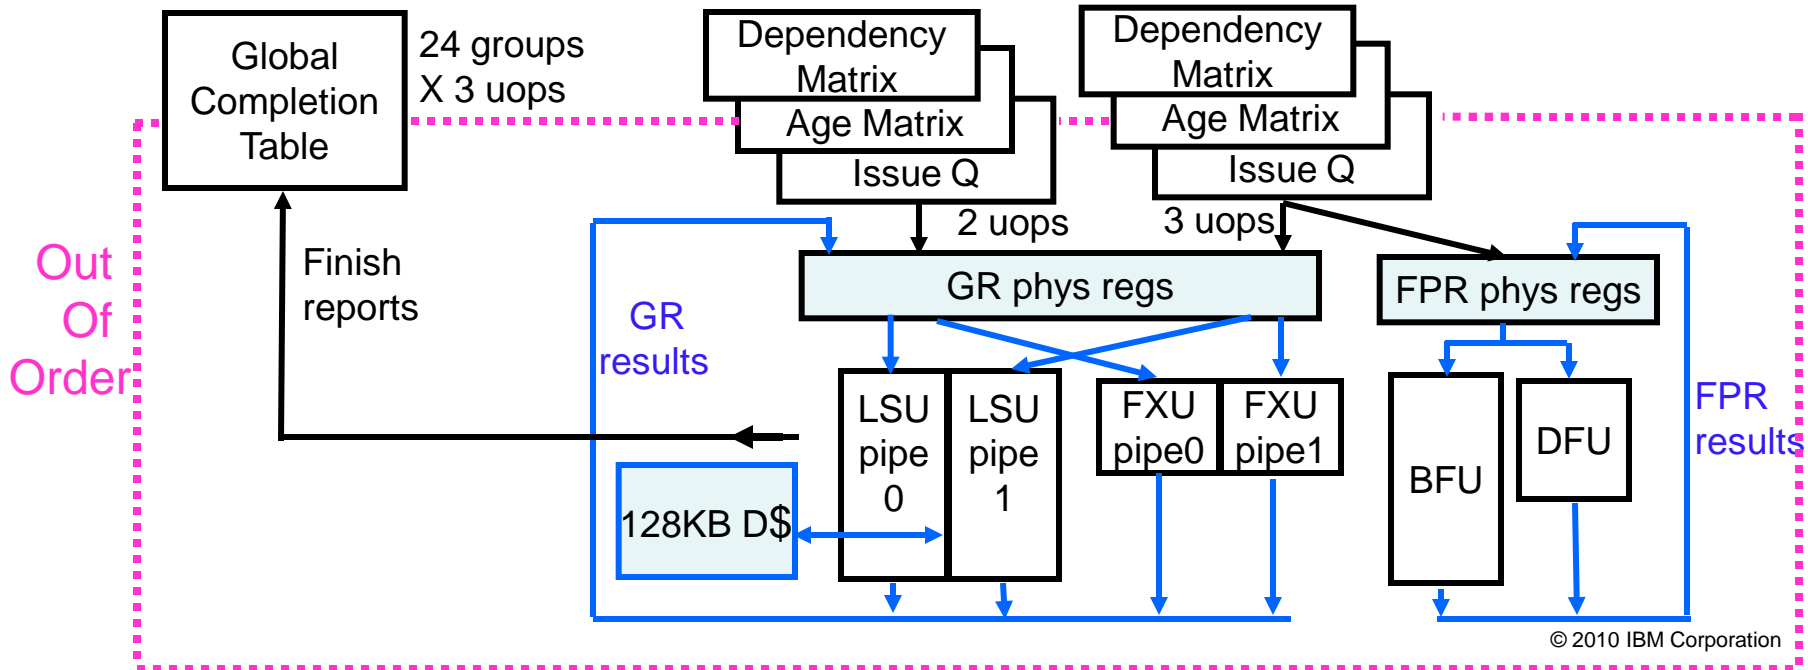 Global
Completion
Table
24 groups
X 3 uops
Dependency
Matrix
Age Matrix
Issue Q
Dependency
Matrix
Age Matrix
Issue Q
2 uops
3 uops
Out
Of
Order
Finish
reports
GR
results
GR phys regs
FPR phys regs
LSU
pipe
0
LSU
pipe
1
FXU
pipe0
FXU
pipe1
BFU
DFU
FPR
results
128KB D$
© 2010 IBM Corporation